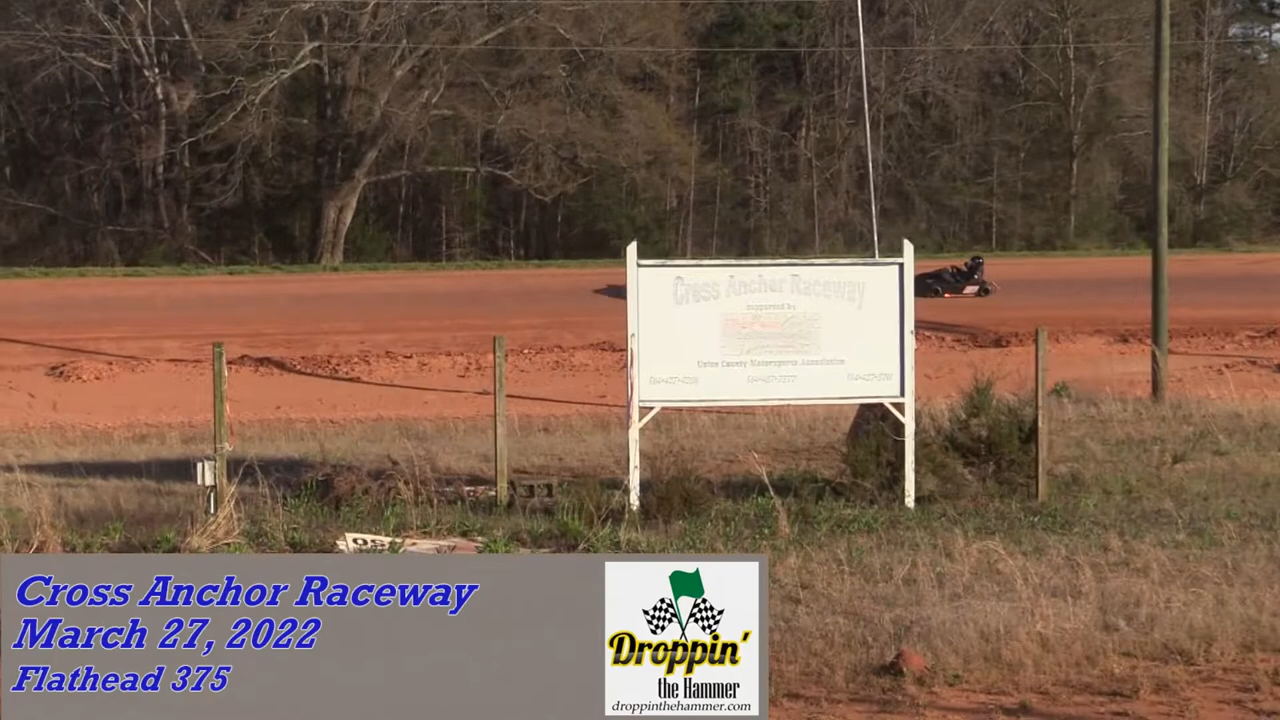 Cross Anchor Raceway
supported by
Union County Motorsports Association
OSS
Cross Anchor Raceway
March 27, 2022
Flathead 375
Droppin'
the Hammer
droppinthehammer.com